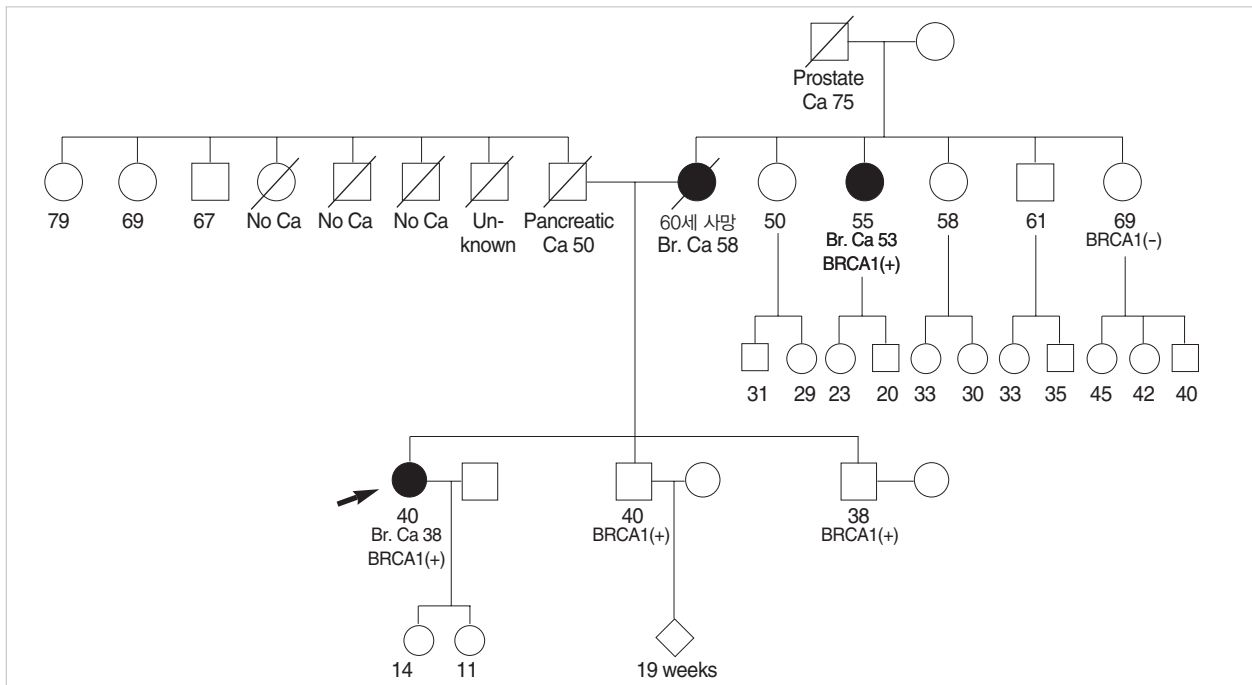 Prostate
Ca 75
79
69
67
No Ca
No Ca
No Ca
Un-
known
Pancreatic
Ca 50
60세 사망
Br. Ca 58
50
55
Br. Ca 53
BRCA1(+)
58
61
69
BRCA1(-)
31
29
23
20
33
30
33
35
45
42
40
40
Br. Ca 38
BRCA1(+)
40
BRCA1(+)
38
BRCA1(+)
14
11
19 weeks